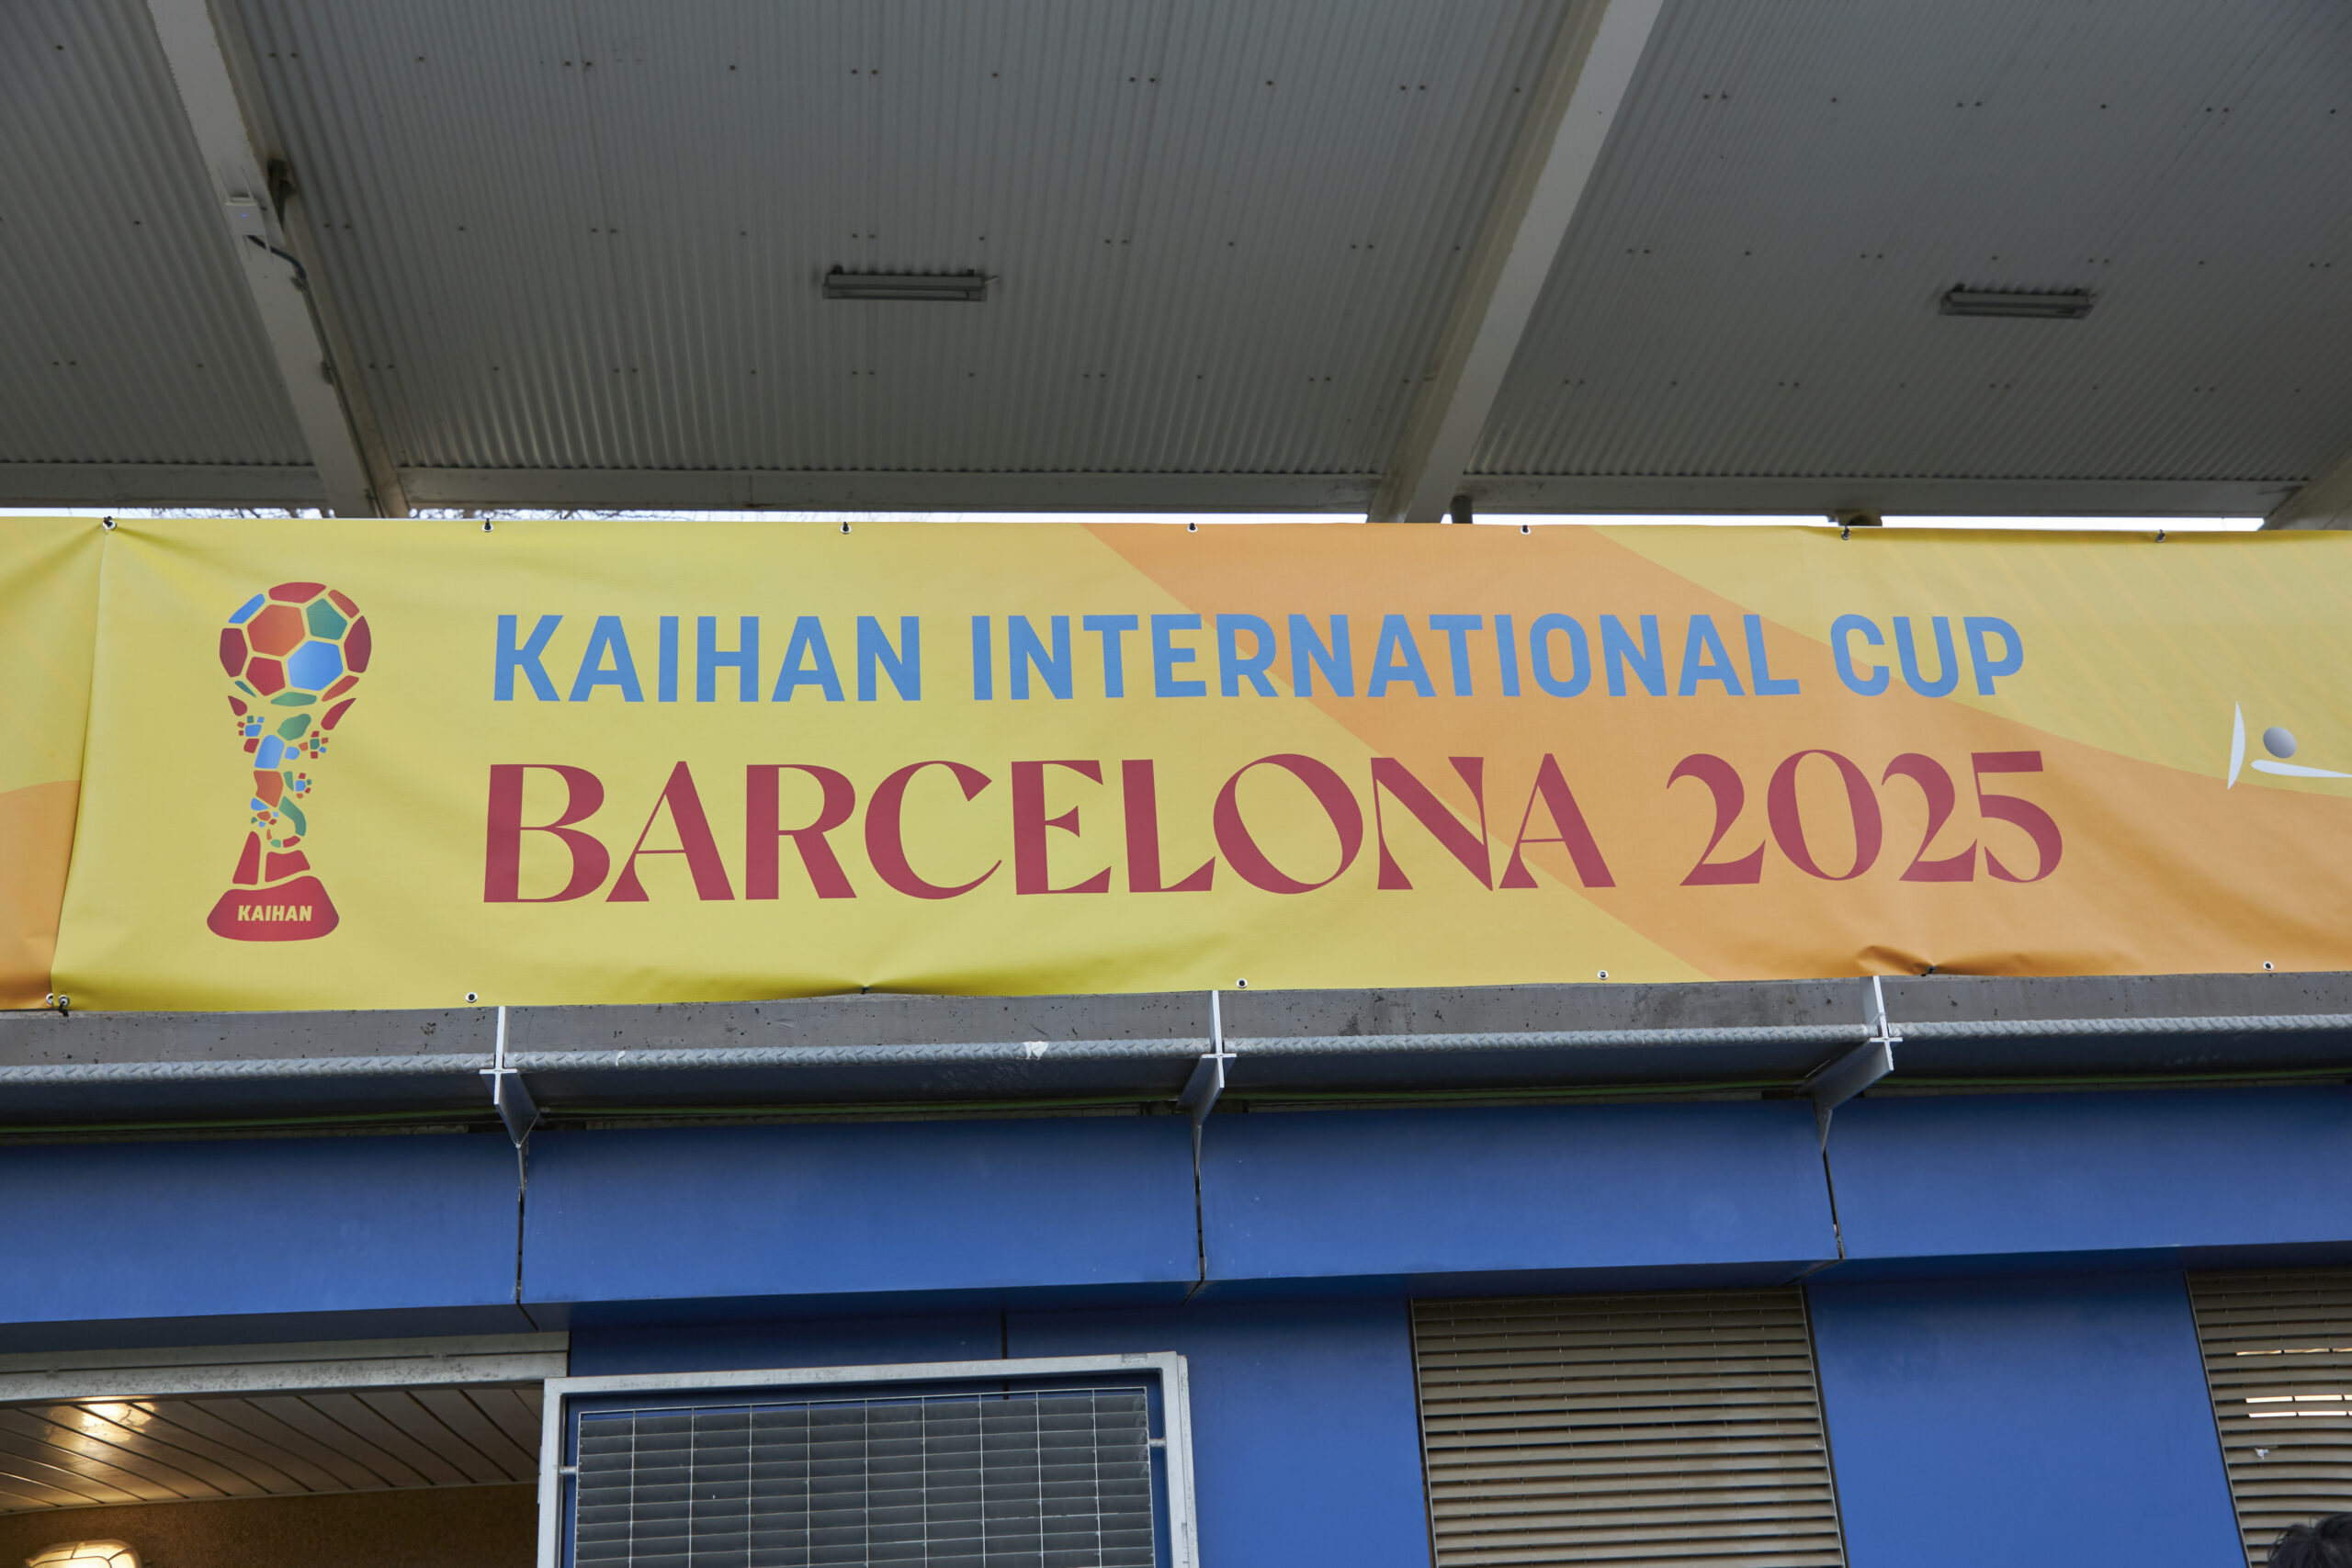 KAIHAN INTERNATIONAL CUP
BARCELONA 2025
KAIHAN